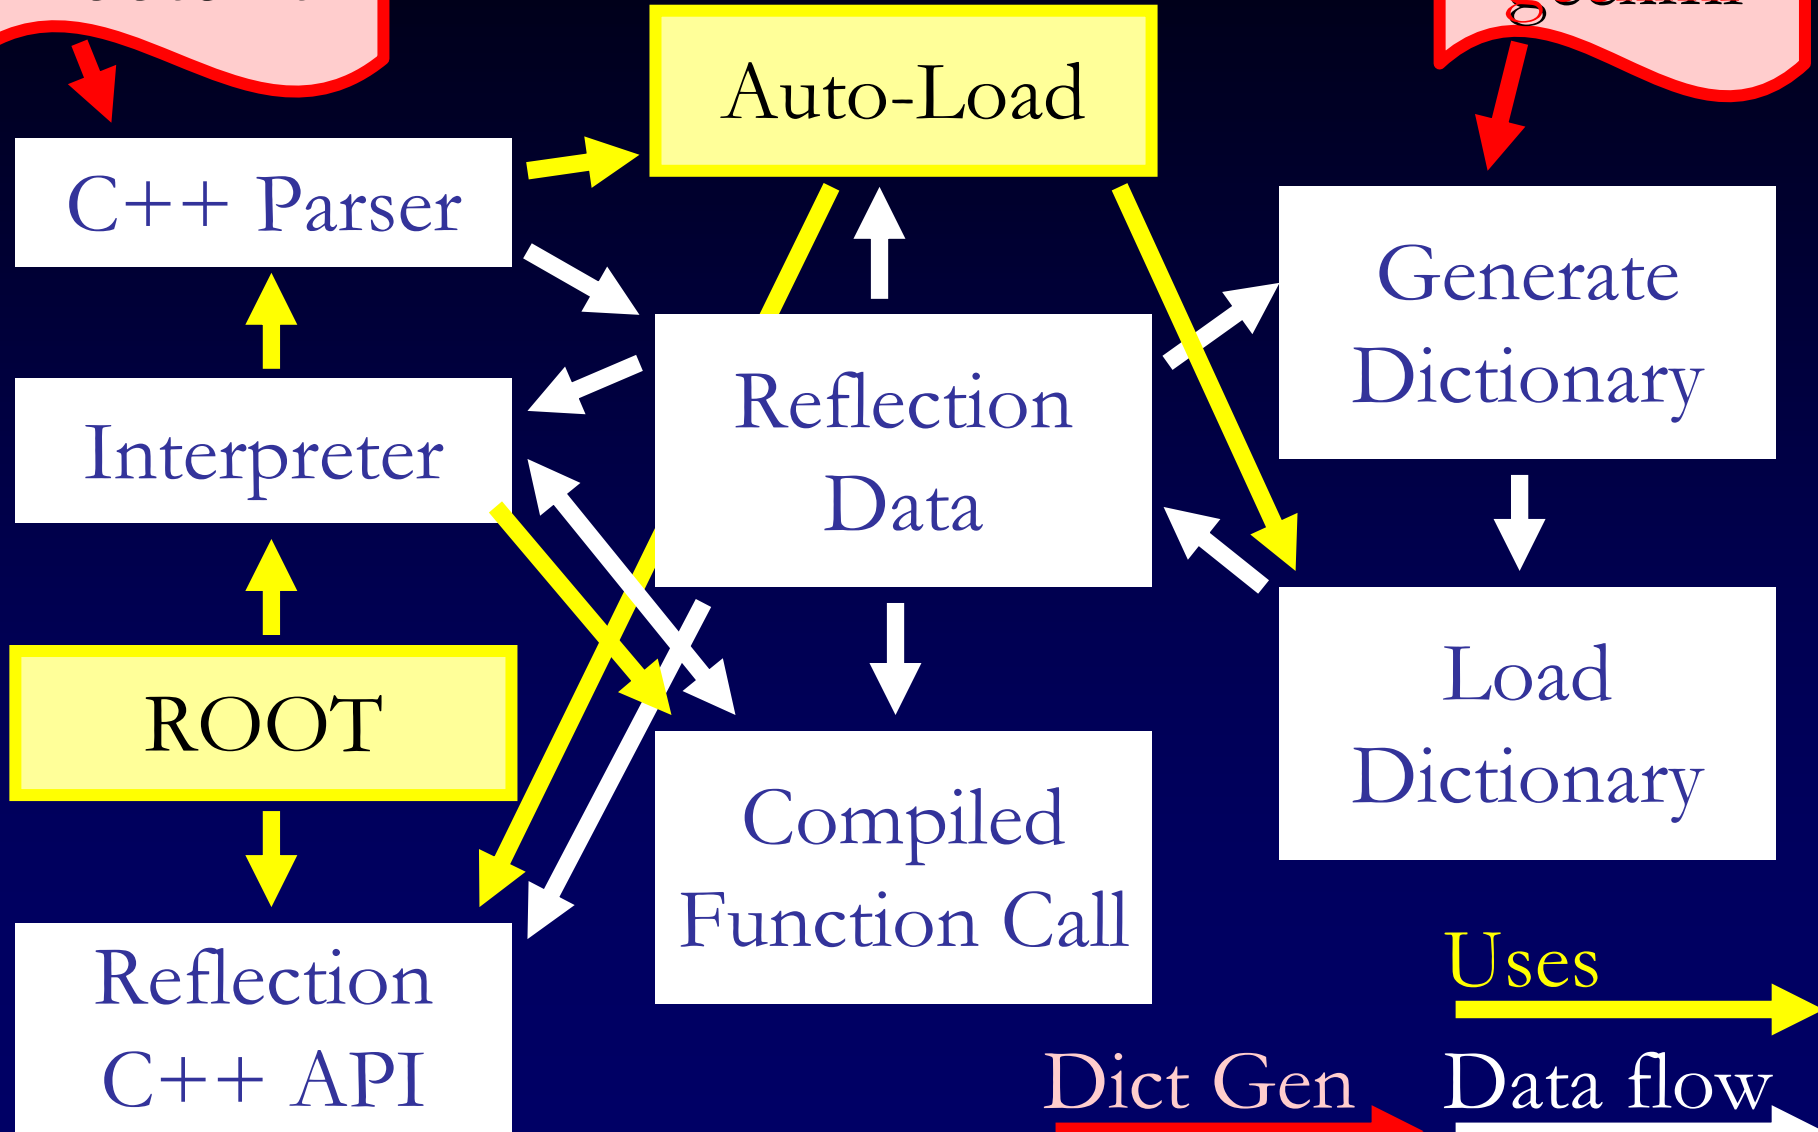 Auto-Load
C++ Parser
Generate
Dictionary
Reflection
Data
Interpreter
Load
Dictionary
ROOT
Compiled
Function Call
Reflection
C++ API
Uses
Dict Gen
Data flow